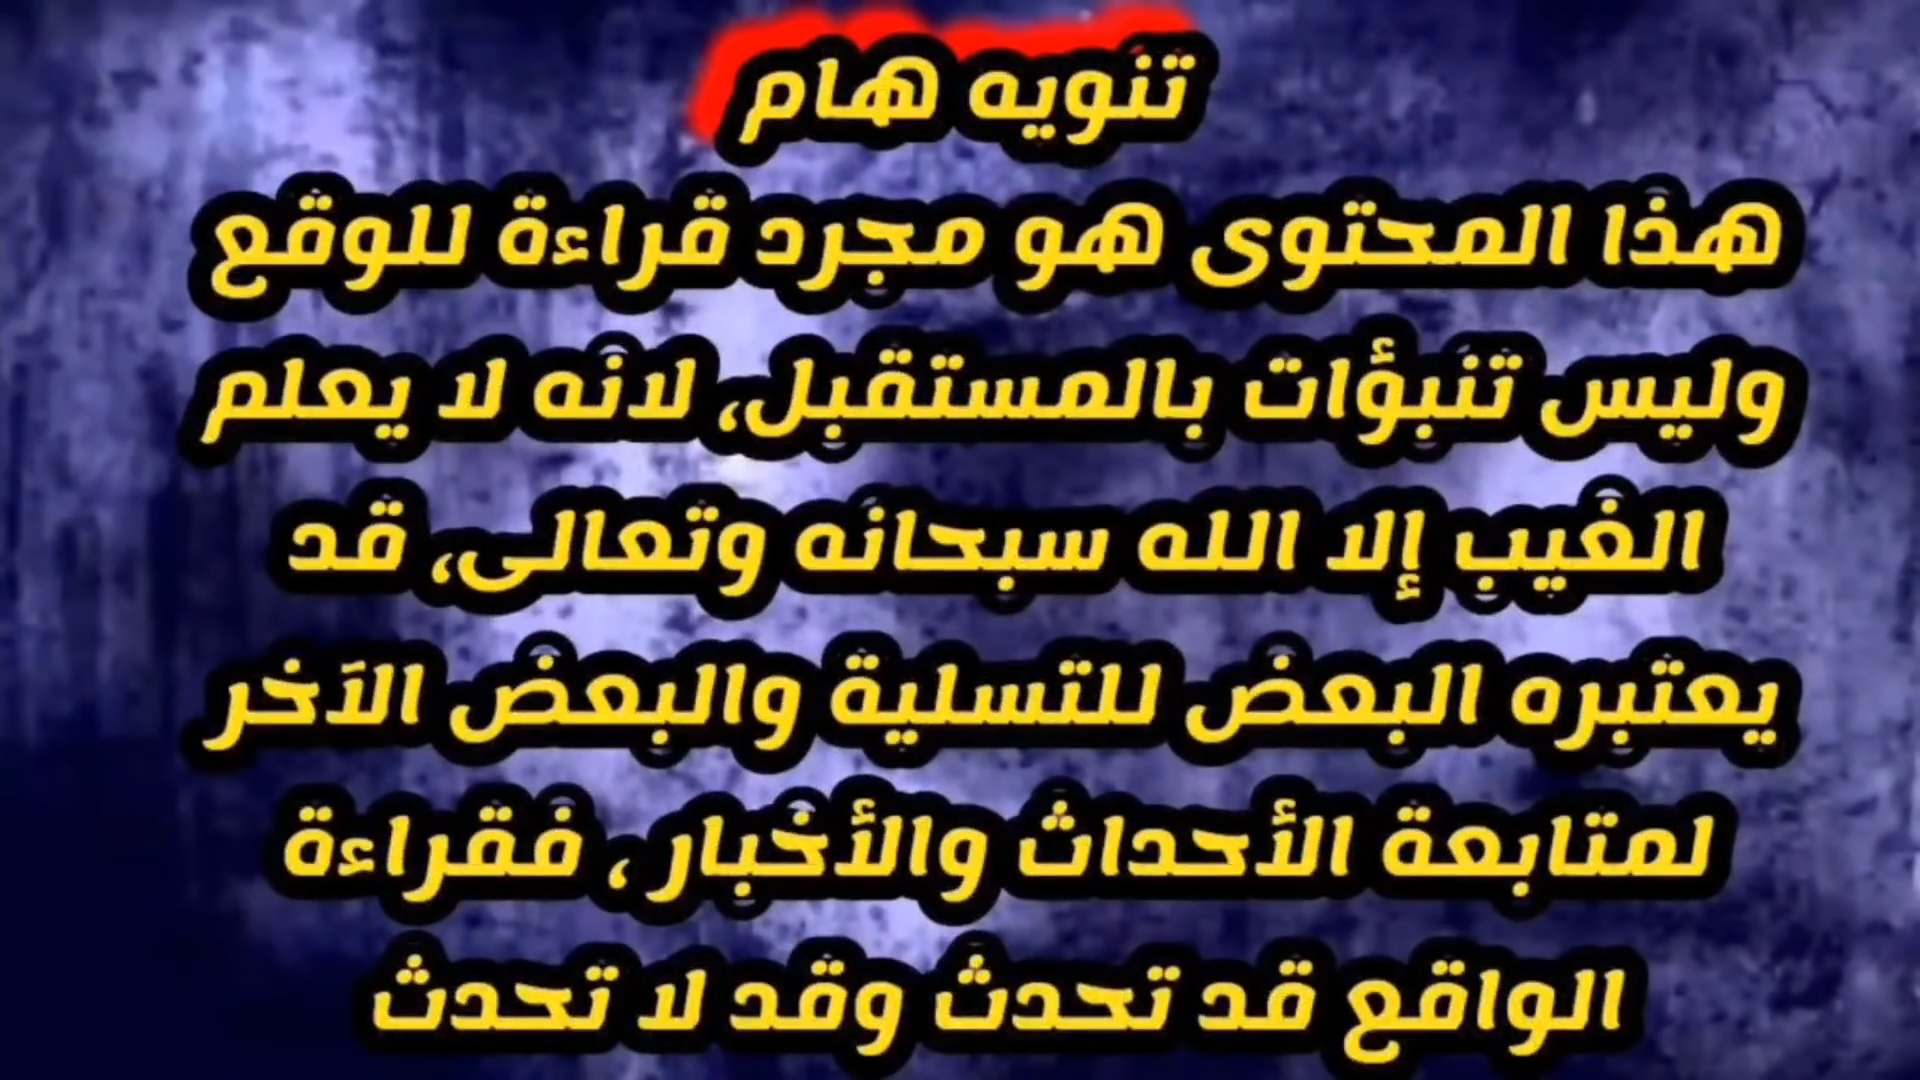 تنويه هام
هذا المحتوى هو مجرد قراءة للوقع
وليس تنبؤات بالمستقبل، لانه لا يعلم
الغيب إلا الله سبحانه وتعالى، قد
يعتبره البعض للتسلية والبعض الآخر
لمتابعة الأحداث والأخبار ، فقراءة
الواقع قد تحدث وقد لا تحدث